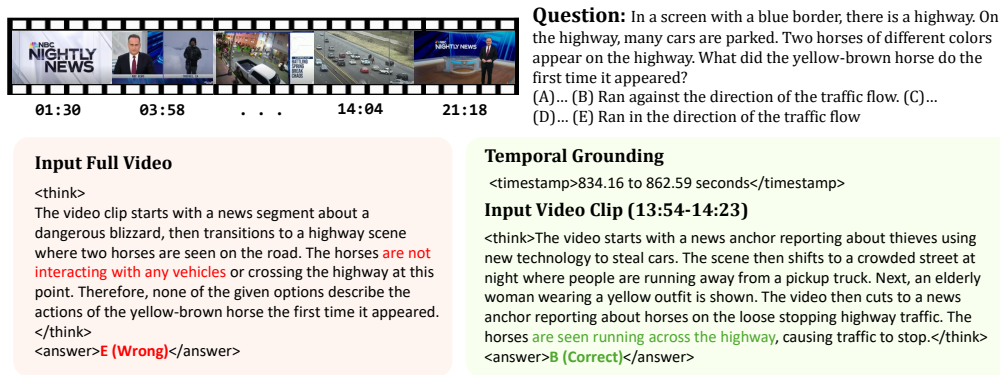 NBC
NIGHTLY
NEWS
BATTLING
SPRING
BREAK
CHAOS
NIGHTLY NEWS
01:30 03:58 . . . 14:04 21:18
Question: In a screen with a blue border, there is a highway. On
the highway, many cars are parked. Two horses of different colors
appear on the highway. What did the yellow-brown horse do the
first time it appeared?
(A)... (B) Ran against the direction of the traffic flow. (C)...
(D)... (E) Ran in the direction of the traffic flow
Input Full Video
<think>
The video clip starts with a news segment about a
dangerous blizzard, then transitions to a highway scene
where two horses are seen on the road. The horses are not
interacting with any vehicles or crossing the highway at this
point. Therefore, none of the given options describe the
actions of the yellow-brown horse the first time it appeared.
</think>
<answer>E (Wrong)</answer>
Temporal Grounding
<timestamp>834.16 to 862.59 seconds</timestamp>
Input Video Clip (13:54-14:23)
<think>The video starts with a news anchor reporting about thieves using
new technology to steal cars. The scene then shifts to a crowded street at
night where people are running away from a pickup truck. Next, an elderly
woman wearing a yellow outfit is shown. The video then cuts to a news
anchor reporting about horses on the loose stopping highway traffic. The
horses are seen running across the highway, causing traffic to stop.</think>
<answer>B (Correct)</answer>